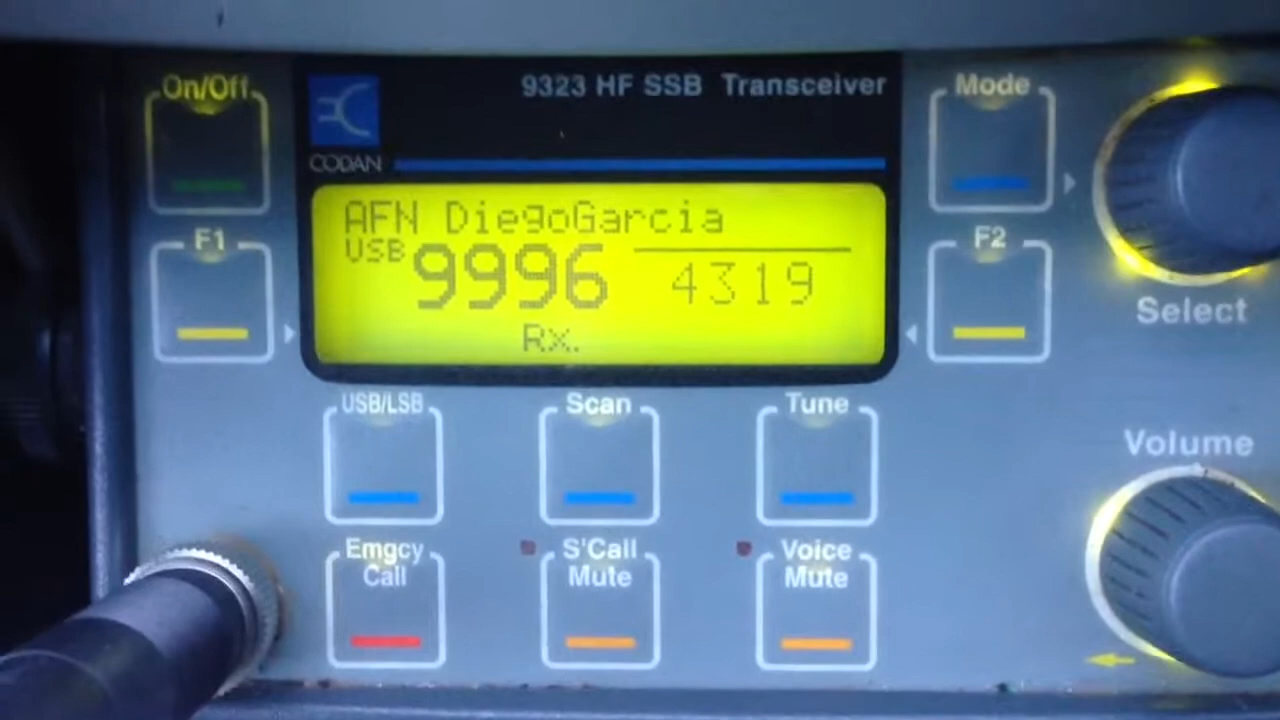 On/Off
CODAN
9323 HF SSB Transceiver
Mode
AFN DiegoGarcia
USB 9996 4319
Rx.
F1
F2
Select
USB/LSB
Scan
Tune
Volume
Emgcy
Call
S'Call
Mute
Voice
Mute